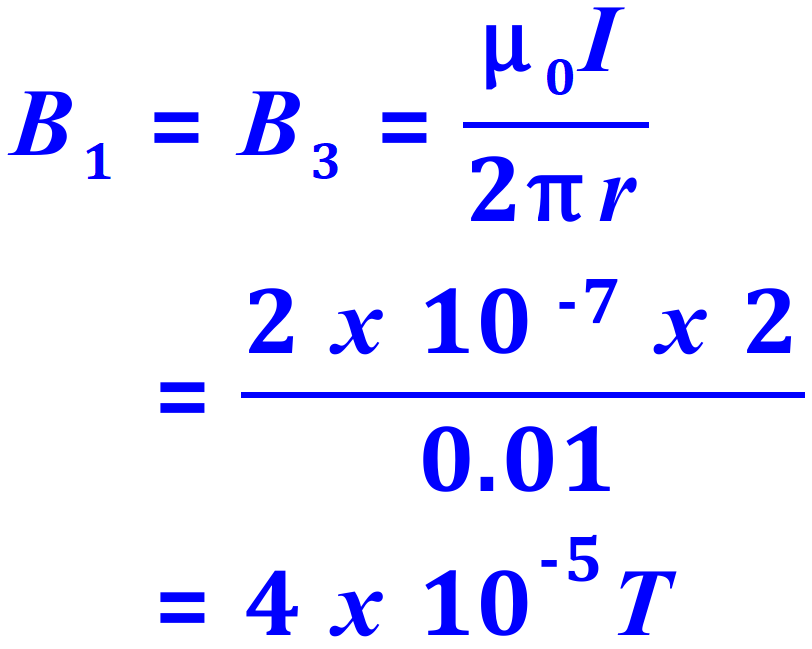 B₁ = B₃ = μ₀I / 2πr
= 2 x 10⁻⁷ x 2 / 0.01
= 4 x 10⁻⁵ T